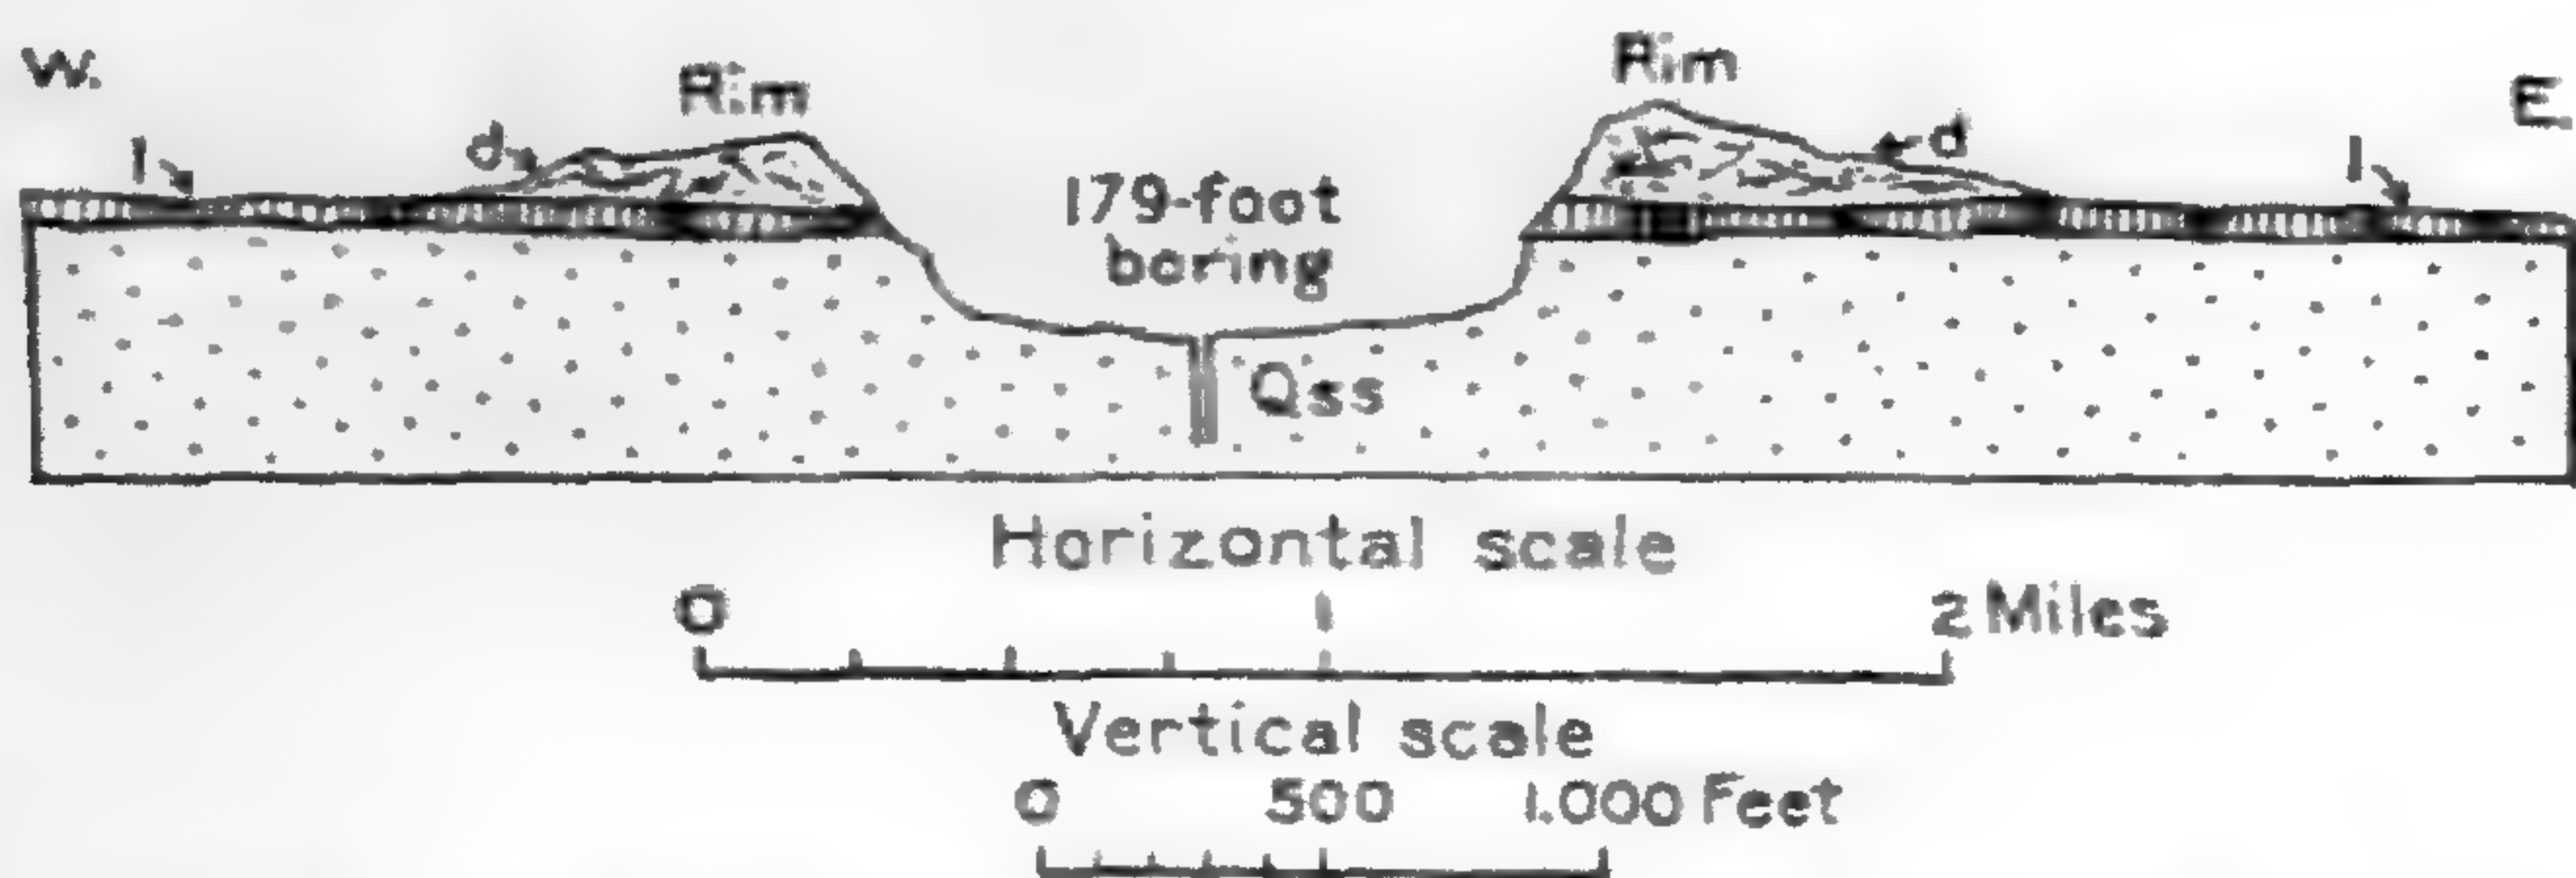 W.
Rim
Rim
E.
l
d
d
l
179-foot
boring
Qss
Horizontal scale
0 1 2 Miles
Vertical scale
0 500 1.000 Feet